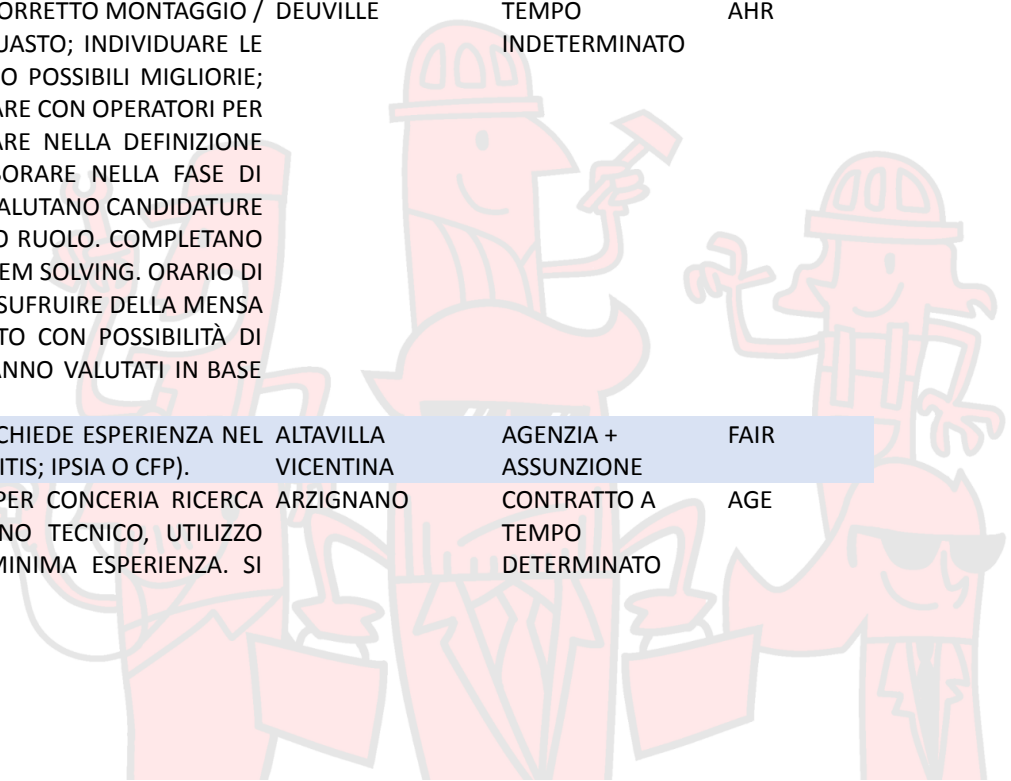 ORRETTO MONTAGGIO / DEUVILLE TEMPO AHR
UASTO; INDIVIDUARE LE INDETERMINATO
O POSSIBILI MIGLIORIE;
ARE CON OPERATORI PER
ARE NELLA DEFINIZIONE
BORARE NELLA FASE DI
ALUTANO CANDIDATURE
O RUOLO. COMPLETANO
EM SOLVING. ORARIO DI
SUFRUIRE DELLA MENSA
TO CON POSSIBILITÀ DI
ANNO VALUTATI IN BASE
CHIEDE ESPERIENZA NEL ALTAVILLA AGENZIA + FAIR
ITIS; IPSIA O CFP). VICENTINA ASSUNZIONE
PER CONCERIA RICERCA ARZIGNANO CONTRATTO A AGE
NO TECNICO, UTILIZZO TEMPO
MINIMA ESPERIENZA. SI DETERMINATO